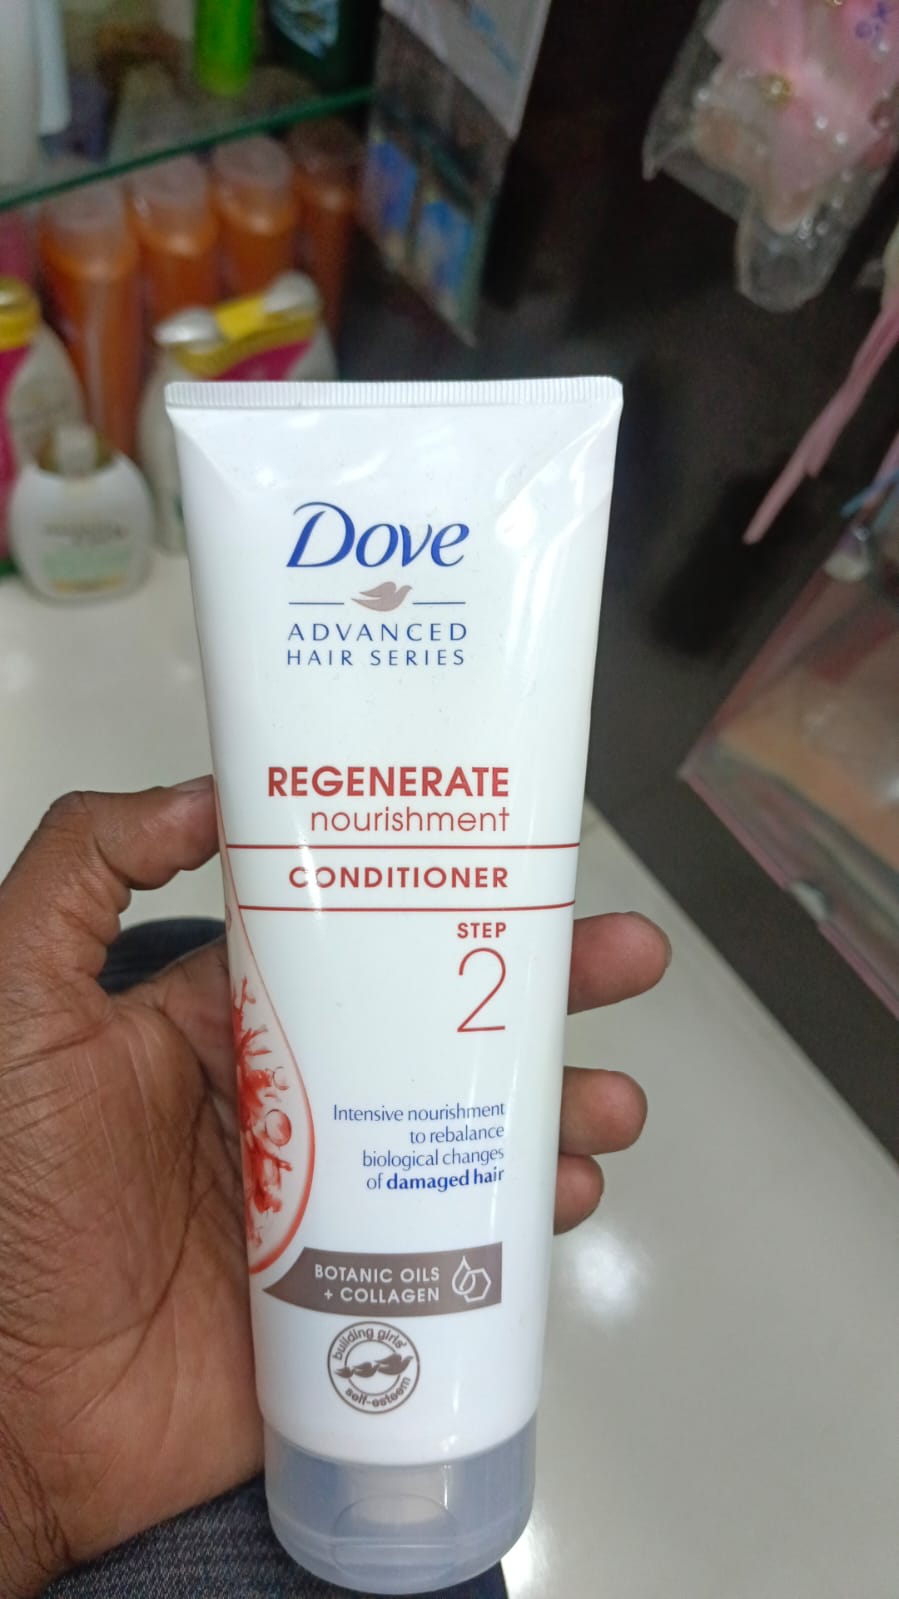 Dove
ADVANCED
HAIR SERIES
REGENERATE
nourishment
CONDITIONER
STEP
2
Intensive nourishment
to rebalance
biological changes
of damaged hair
BOTANIC OILS
+ COLLAGEN
building girls'
self-esteem